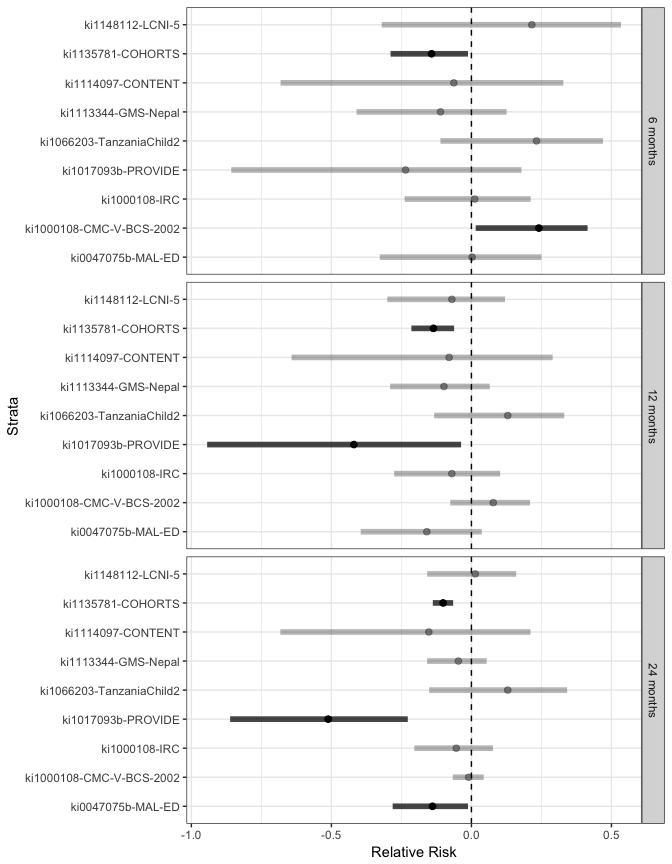 ki1148112-LCNI-5
ki1135781-COHORTS
ki1114097-CONTENT
ki1113344-GMS-Nepal
ki1066203-TanzaniaChild2
ki1017093b-PROVIDE
ki1000108-IRC
ki1000108-CMC-V-BCS-2002
ki0047075b-MAL-ED
6 months
ki1148112-LCNI-5
ki1135781-COHORTS
ki1114097-CONTENT
ki1113344-GMS-Nepal
ki1066203-TanzaniaChild2
ki1017093b-PROVIDE
ki1000108-IRC
ki1000108-CMC-V-BCS-2002
ki0047075b-MAL-ED
12 months
ki1148112-LCNI-5
ki1135781-COHORTS
ki1114097-CONTENT
ki1113344-GMS-Nepal
ki1066203-TanzaniaChild2
ki1017093b-PROVIDE
ki1000108-IRC
ki1000108-CMC-V-BCS-2002
ki0047075b-MAL-ED
24 months
Strata
-1.0 -0.5 0.0 0.5
Relative Risk